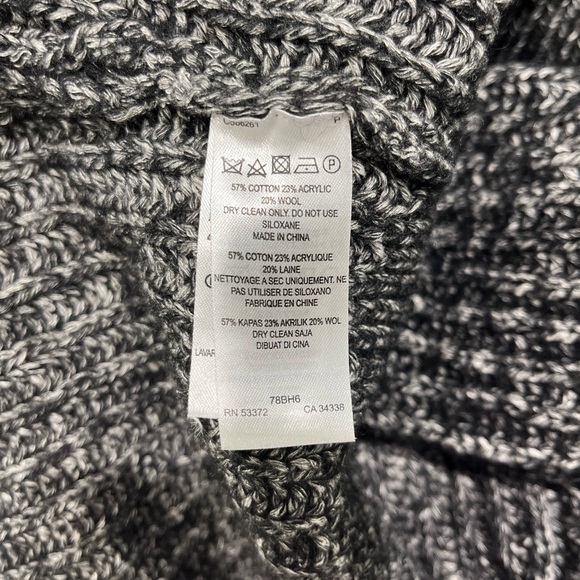 P
57% COTTON 23% ACRYLIC
20% WOOL
DRY CLEAN ONLY. DO NOT USE
SILOXANE
MADE IN CHINA
57% COTON 23% ACRYLIQUE
20% LAINE
NETTOYAGE A SEC UNIQUEMENT. NE
PAS UTILISER DE SILOXANO
FABRIQUE EN CHINE
57% KAPAS 23% AKRILIK 20% WOL
DRY CLEAN SAJA
DIBUAT DI CINA
LAVAR
78BH6
RN 53372 CA 34338